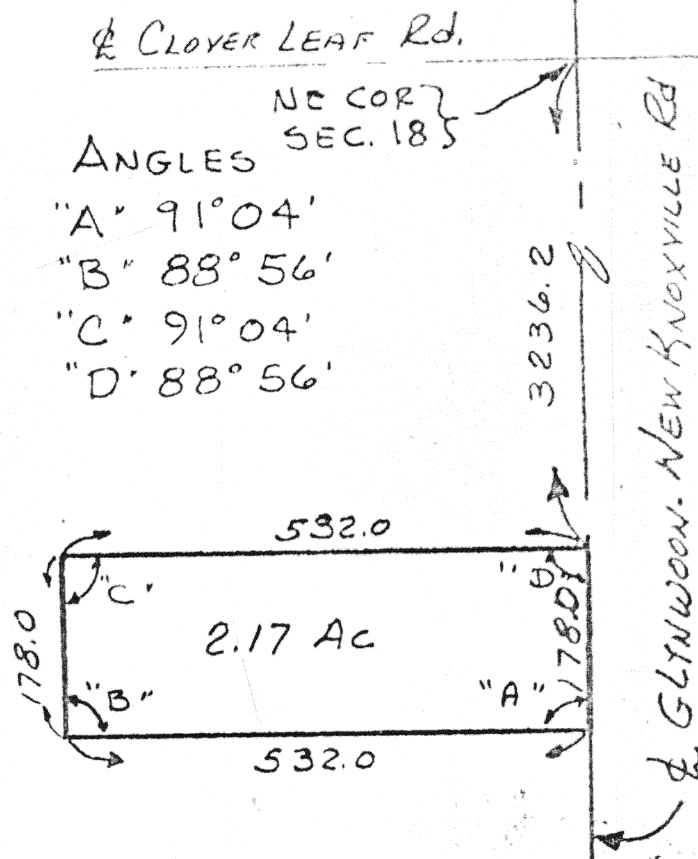 ℄ CLOVER LEAF Rd.
NE COR
SEC. 18
ANGLES
"A" 91°04'
"B" 88°56'
"C" 91°04'
"D" 88°56'
3236.2
℄ GLYNWOOD - NEW KNOXVILLE Rd
532.0
"C"
"D"
178.0
2.17 Ac
178.0
"B"
"A"
532.0